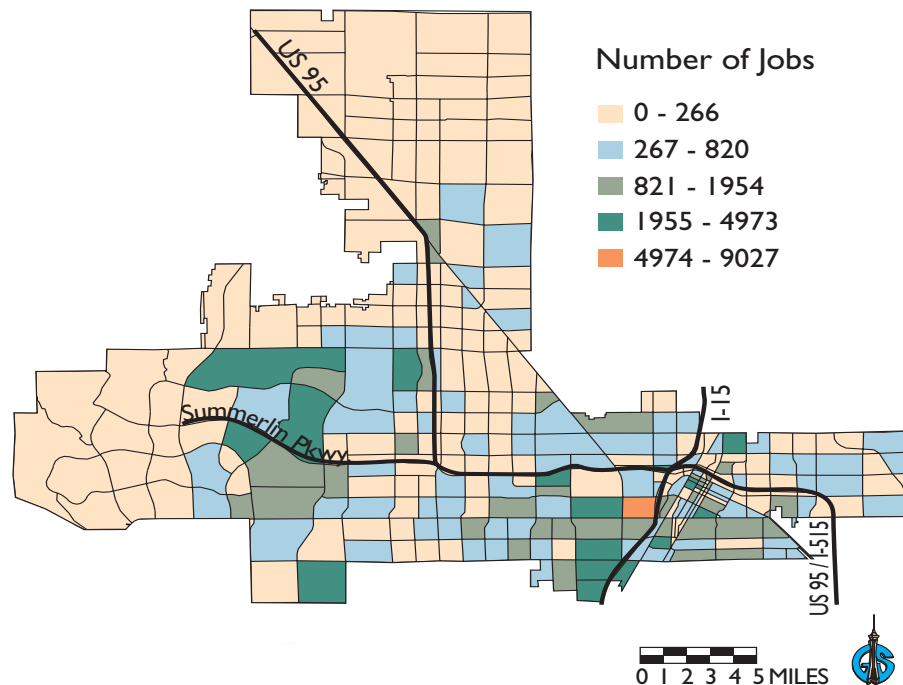 US 95
Number of Jobs
0 - 266
267 - 820
821 - 1954
1955 - 4973
4974 - 9027
Summerlin Pkwy.
I-15
US 95 / I-515
0 1 2 3 4 5 MILES
GS